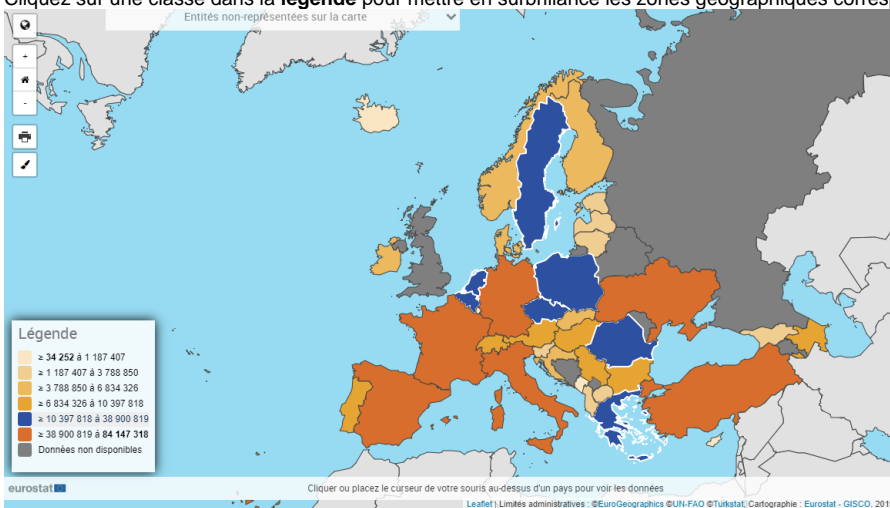 Cliquez sur une classe dans la légende pour mettre en surbrillance les zones géographiques corresp
Entités non-représentées sur la carte
+
-
Légende
≥ 34 252 à 1 187 407
≥ 1 187 407 à 3 788 850
≥ 3 788 850 à 6 834 326
≥ 6 834 326 à 10 397 818
≥ 10 397 818 à 38 900 819
≥ 38 900 819 à 84 147 318
Données non disponibles
eurostat
Cliquer ou placez le curseur de votre souris au-dessus d'un pays pour voir les données
Leaflet | Limites administratives : ©EuroGeographics ©UN-FAO ©Turkstat, Cartographie : Eurostat - GISCO, 201